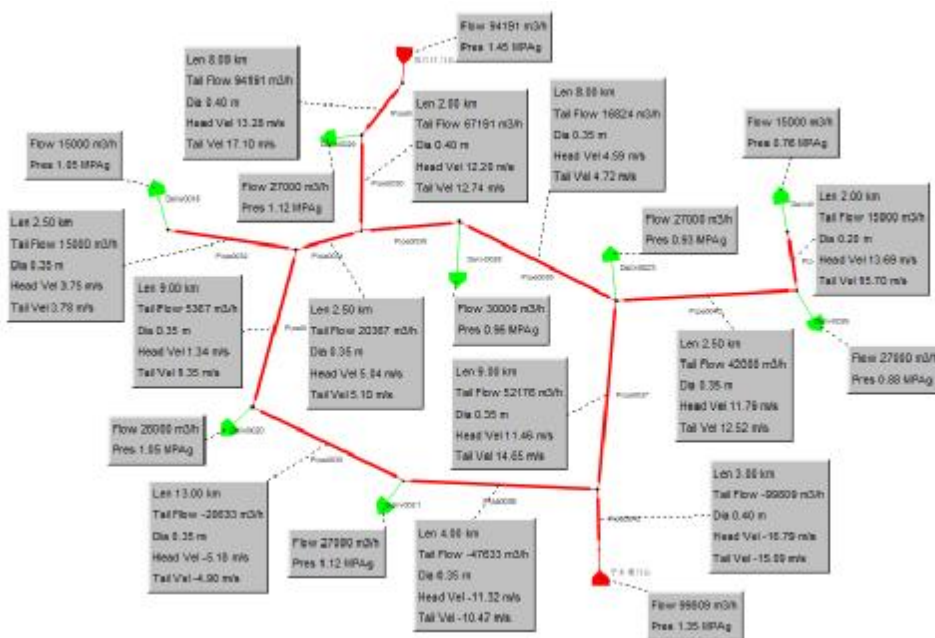 Flow 94191 m3/h
Pres 1.45 MPAg
Len 8.00 km
Tail Flow 94191 m3/h
Dia 0.40 m
Head Vel 13.28 m/s
Tail Vel 17.10 m/s
Len 2.00 km
Tail Flow 67191 m3/h
Dia 0.40 m
Head Vel 12.20 m/s
Tail Vel 12.74 m/s
Len 8.00 km
Tail Flow 16824 m3/h
Dia 0.35 m
Head Vel 4.59 m/s
Tail Vel 4.72 m/s
Flow 15000 m3/h
Pres 0.76 MPAg
Flow 15000 m3/h
Pres 1.05 MPAg
Flow 27000 m3/h
Pres 1.12 MPAg
Len 2.00 km
Tail Flow 15000 m3/h
Dia 0.20 m
Head Vel 13.69 m/s
Flow 27000 m3/h
Pres 0.93 MPAg
Len 2.50 km
Tail Flow 15000 m3/h
Dia 0.35 m
Head Vel 3.75 m/s
Tail Vel 3.78 m/s
Len 9.00 km
Tail Flow 5367 m3/h
Dia 0.35 m
Head Vel 1.34 m/s
Len 2.50 km
Tail Flow 20367 m3/h
Dia 0.35 m
Head Vel 5.04 m/s
Tail Vel 5.10 m/s
Flow 30000 m3/h
Pres 0.96 MPAg
Len 2.50 km
Tail Flow 42000 m3/h
Dia 0.35 m
Head Vel 11.79 m/s
Tail Vel 12.52 m/s
Flow 27000 m3/h
Pres 0.88 MPAg
Len 9.00 km
Tail Flow 52176 m3/h
Dia 0.35 m
Head Vel 11.46 m/s
Tail Vel 14.65 m/s
Flow 26000 m3/h
Pres 1.05 MPAg
Len 13.00 km
Tail Flow -20633 m3/h
Dia 0.35 m
Head Vel -5.18 m/s
Tail Vel -4.90 m/s
Flow 27000 m3/h
Pres 1.12 MPAg
Len 4.00 km
Tail Flow -47633 m3/h
Dia 0.35 m
Head Vel -11.32 m/s
Tail Vel -10.47 m/s
Len 3.00 km
Tail Flow -99809 m3/h
Dia 0.40 m
Head Vel -16.79 m/s
Tail Vel -15.09 m/s
Flow 99809 m3/h
Pres 1.35 MPAg